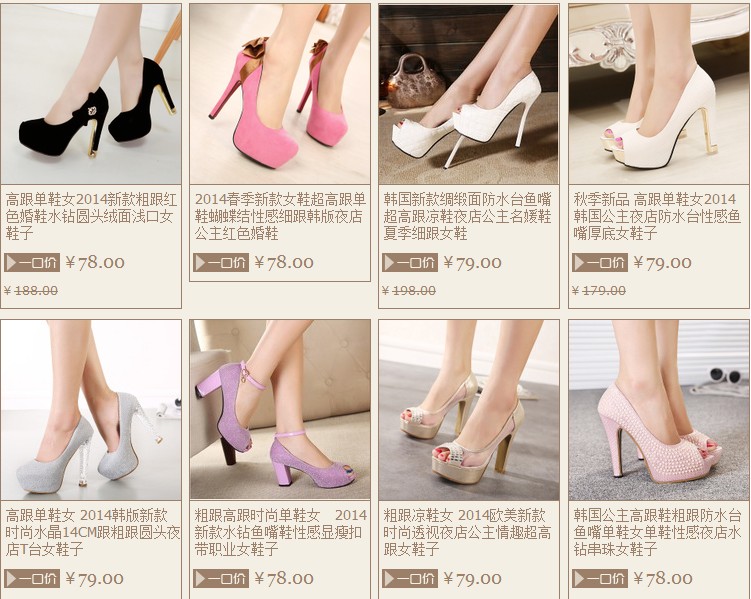 高跟单鞋女2014新款粗跟红
色婚鞋水钻圆头绒面浅口女
鞋子
一口价 ¥78.00
¥ 188.00
2014春季新款女鞋超高跟单
鞋蝴蝶结性感细跟韩版夜店
公主红色婚鞋
一口价 ¥78.00
韩国新款绸缎面防水台鱼嘴
超高跟凉鞋夜店公主名媛鞋
夏季细跟女鞋
一口价 ¥79.00
¥ 198.00
秋季新品 高跟单鞋女2014
韩国公主夜店防水台性感鱼
嘴厚底女鞋子
一口价 ¥79.00
¥ 179.00
高跟单鞋女 2014韩版新款
时尚水晶14CM跟粗跟圆头夜
店T台女鞋子
一口价 ¥79.00
粗跟高跟时尚单鞋女 2014
新款水钻鱼嘴鞋性感显瘦扣
带职业女鞋子
一口价 ¥78.00
粗跟凉鞋女 2014欧美新款
时尚透视夜店公主情趣超高
跟女鞋子
一口价 ¥79.00
韩国公主高跟鞋粗跟防水台
鱼嘴单鞋女单鞋性感夜店水
钻串珠女鞋子
一口价 ¥78.00